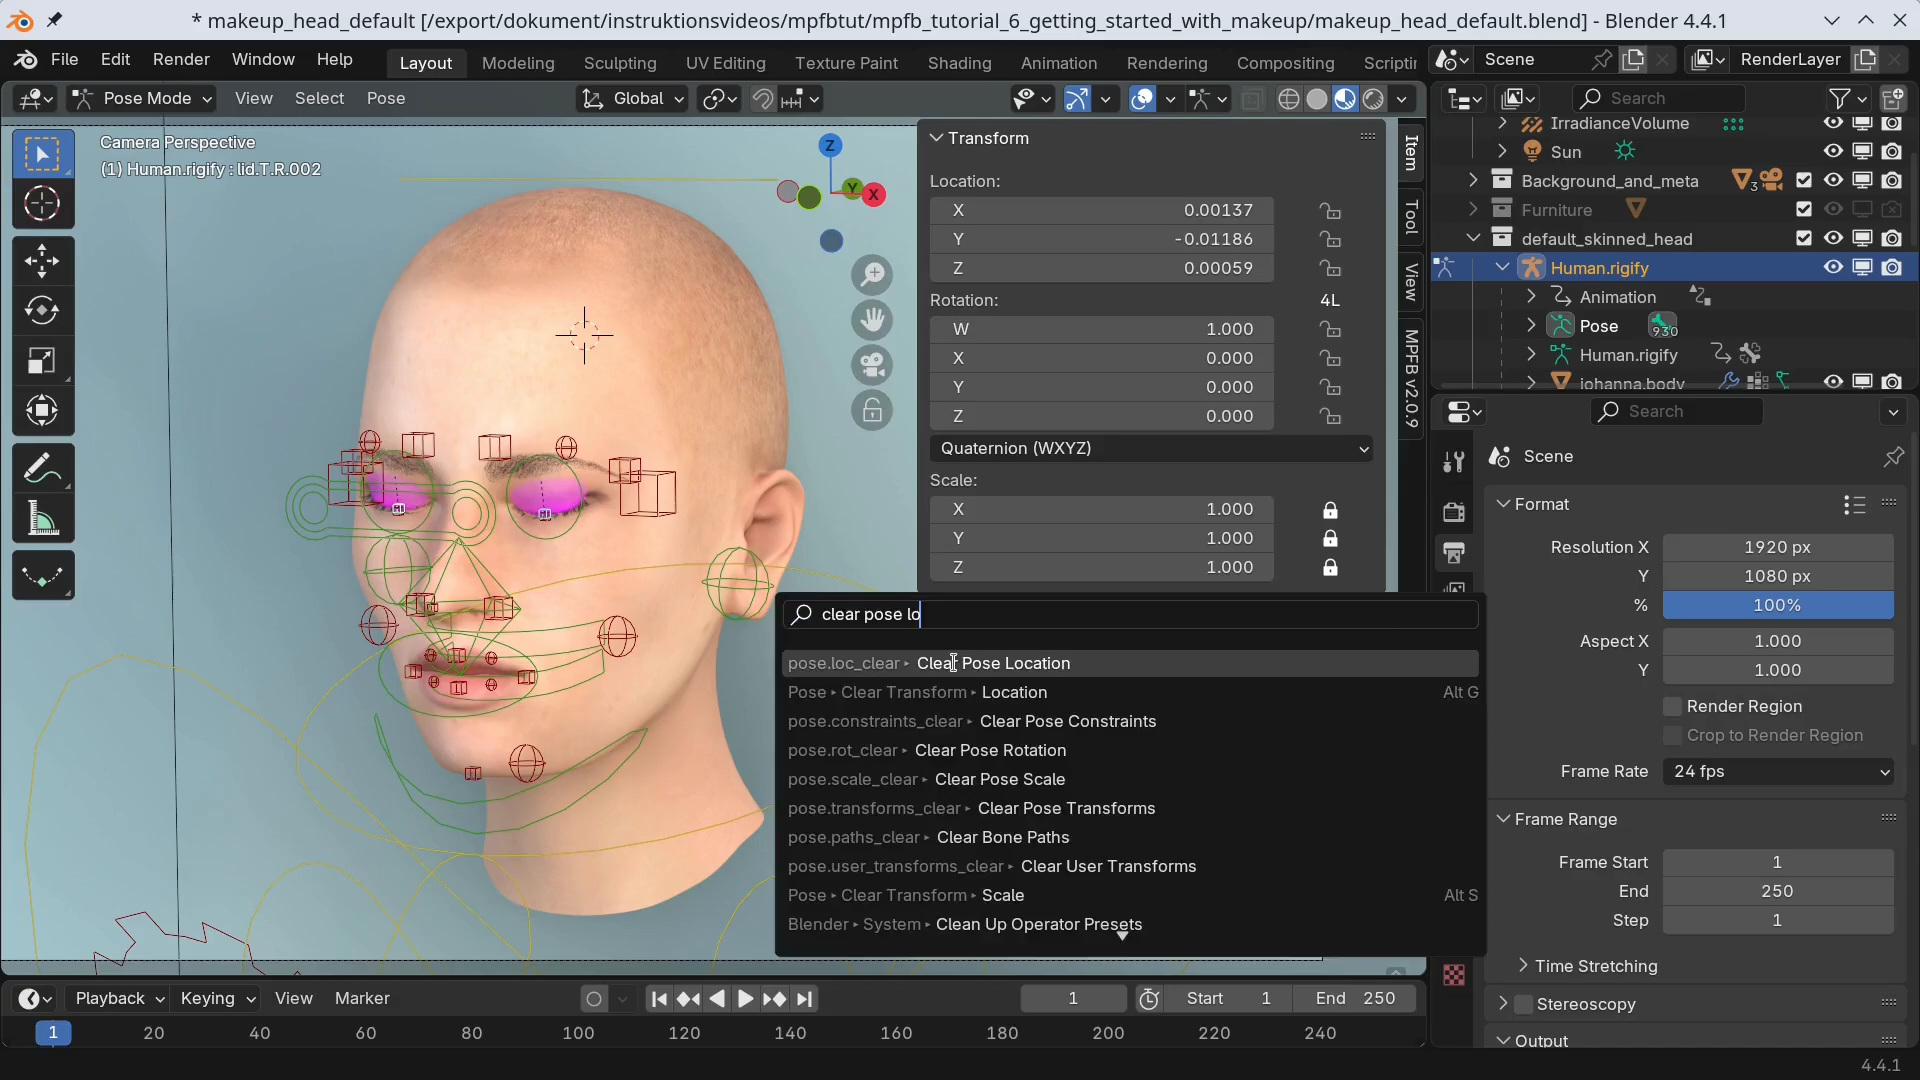 * makeup_head_default [/export/dokument/instruktionsvideos/mpfbtut/mpfb_tutorial_6_getting_started_with_makeup/makeup_head_default.blend] - Blender 4.4.1
File Edit Render Window Help Layout Modeling Sculpting UV Editing Texture Paint Shading Animation Rendering Compositing Scriptin Scene RenderLayer
Pose Mode View Select Pose Global Search
Camera Perspective
(1) Human.rigify : lid.T.R.002
Z
Y
X
Transform
Location:
X 0.00137
Y -0.01186
Z 0.00059
Rotation: 4L
W 1.000
X 0.000
Y 0.000
Z 0.000
Quaternion (WXYZ)
Scale:
X 1.000
Y 1.000
Z 1.000
Item
Tool
View
MPFB v2.0.9
clear pose lo
pose.loc_clear ▸ Clear Pose Location
Pose ▸ Clear Transform ▸ Location Alt G
pose.constraints_clear ▸ Clear Pose Constraints
pose.rot_clear ▸ Clear Pose Rotation
pose.scale_clear ▸ Clear Pose Scale
pose.transforms_clear ▸ Clear Pose Transforms
pose.paths_clear ▸ Clear Bone Paths
pose.user_transforms_clear ▸ Clear User Transforms
Pose ▸ Clear Transform ▸ Scale Alt S
Blender ▸ System ▸ Clean Up Operator Presets
IrradianceVolume
Sun
Background_and_meta 3
Furniture
default_skinned_head
Human.rigify
Animation
Pose 930
Human.rigify
johanna.body
Search
Scene
Format
Resolution X 1920 px
Y 1080 px
% 100%
Aspect X 1.000
Y 1.000
Render Region
Crop to Render Region
Frame Rate 24 fps
Frame Range
Frame Start 1
End 250
Step 1
Time Stretching
Stereoscopy
Output
Playback Keying View Marker 1 Start 1 End 250
1 20 40 60 80 100 120 140 160 180 200 220 240
4.4.1